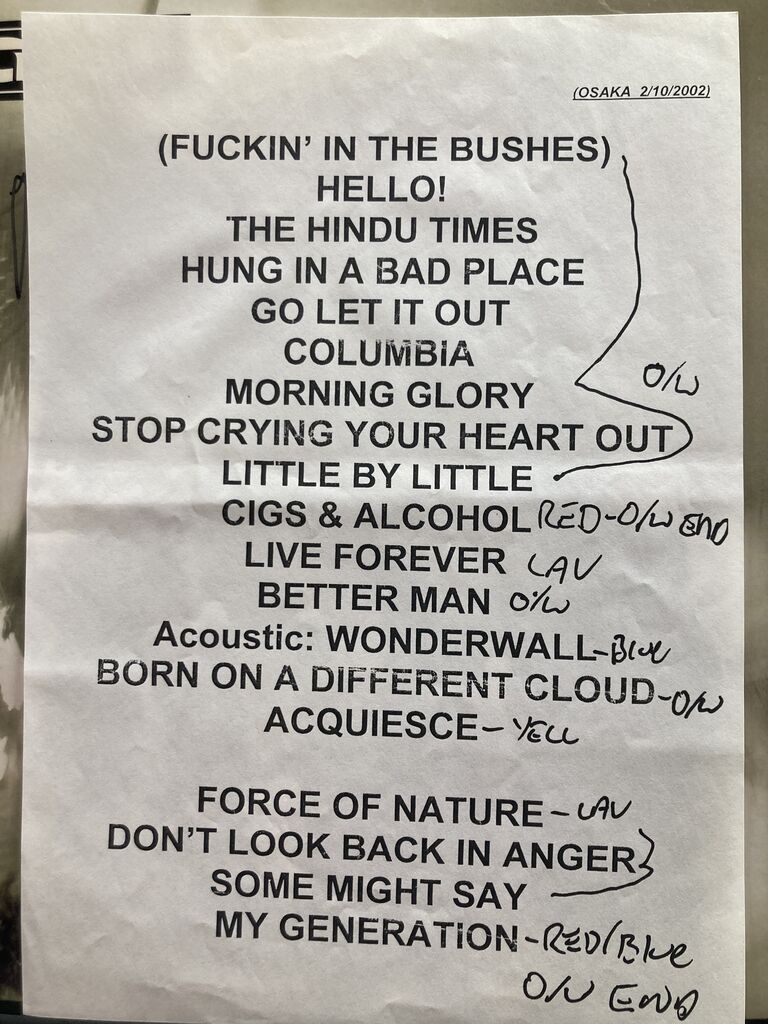 (OSAKA 2/10/2002)
(FUCKIN' IN THE BUSHES)
HELLO!
THE HINDU TIMES
HUNG IN A BAD PLACE
GO LET IT OUT
COLUMBIA
MORNING GLORY O/W
STOP CRYING YOUR HEART OUT
LITTLE BY LITTLE
CIGS & ALCOHOL RED-O/W END
LIVE FOREVER LAV
BETTER MAN O/W
Acoustic: WONDERWALL-Blue
BORN ON A DIFFERENT CLOUD-O/W
ACQUIESCE-YELL
FORCE OF NATURE-LAV
DON'T LOOK BACK IN ANGER
SOME MIGHT SAY
MY GENERATION-RED/Blue
O/W END